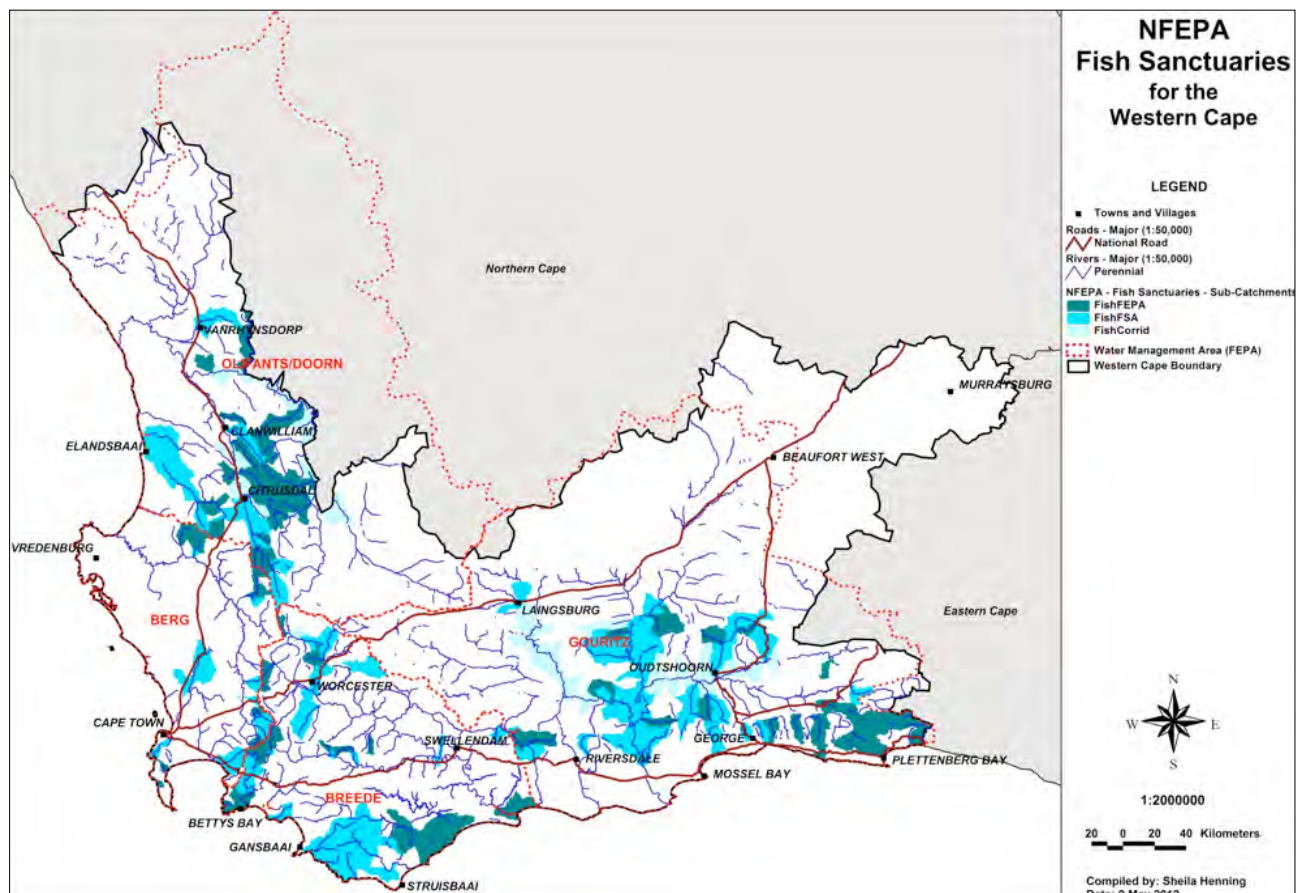 NFEPA
Fish Sanctuaries
for the
Western Cape
LEGEND
Towns and Villages
Roads - Major (1:50,000)
National Road
Rivers - Major (1:50,000)
Perennial
NFEPA - Fish Sanctuaries - Sub-Catchments
FishFEPA
FishFSA
FishCorrid
Water Management Area (FEPA)
Western Cape Boundary
Northern Cape
VANRHYNSDORP
OLIFANTS/DOORN
MURRAYSBURG
CLANWILLIAM
ELANDSBAAI
BEAUFORT WEST
CITRUSDAL
VREDENBURG
LAINGSBURG
Eastern Cape
BERG
GOURITZ
OUDTSHOORN
WORCESTER
CAPE TOWN
SWELLENDAM
GEORGE
RIVERSDALE
PLETTENBERG BAY
MOSSEL BAY
BREEDE
BETTYS BAY
GANSBAAI
STRUISBAAI
N
W E
S
1:2000000
20 0 20 40 Kilometers
Compiled by: Sheila Henning